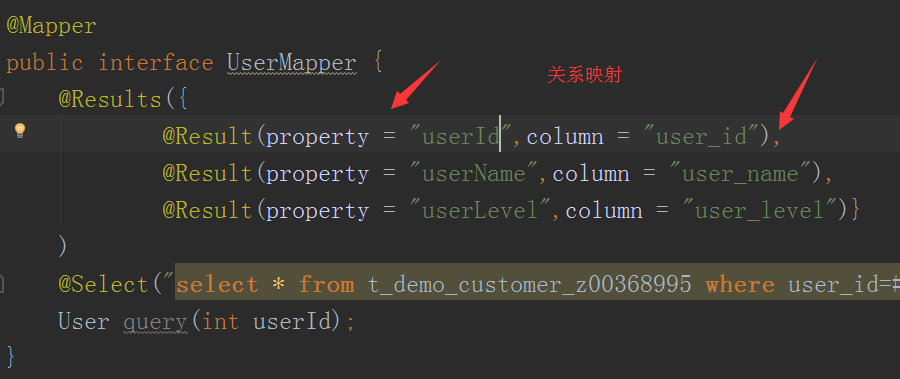 @Mapper
public interface UserMapper {
关系映射
@Results({
@Result(property = "userId",column = "user_id"),
@Result(property = "userName",column = "user_name"),
@Result(property = "userLevel",column = "user_level")}
)
@Select("select * from t_demo_customer_z00368995 where user_id=#
User query(int userId);
}